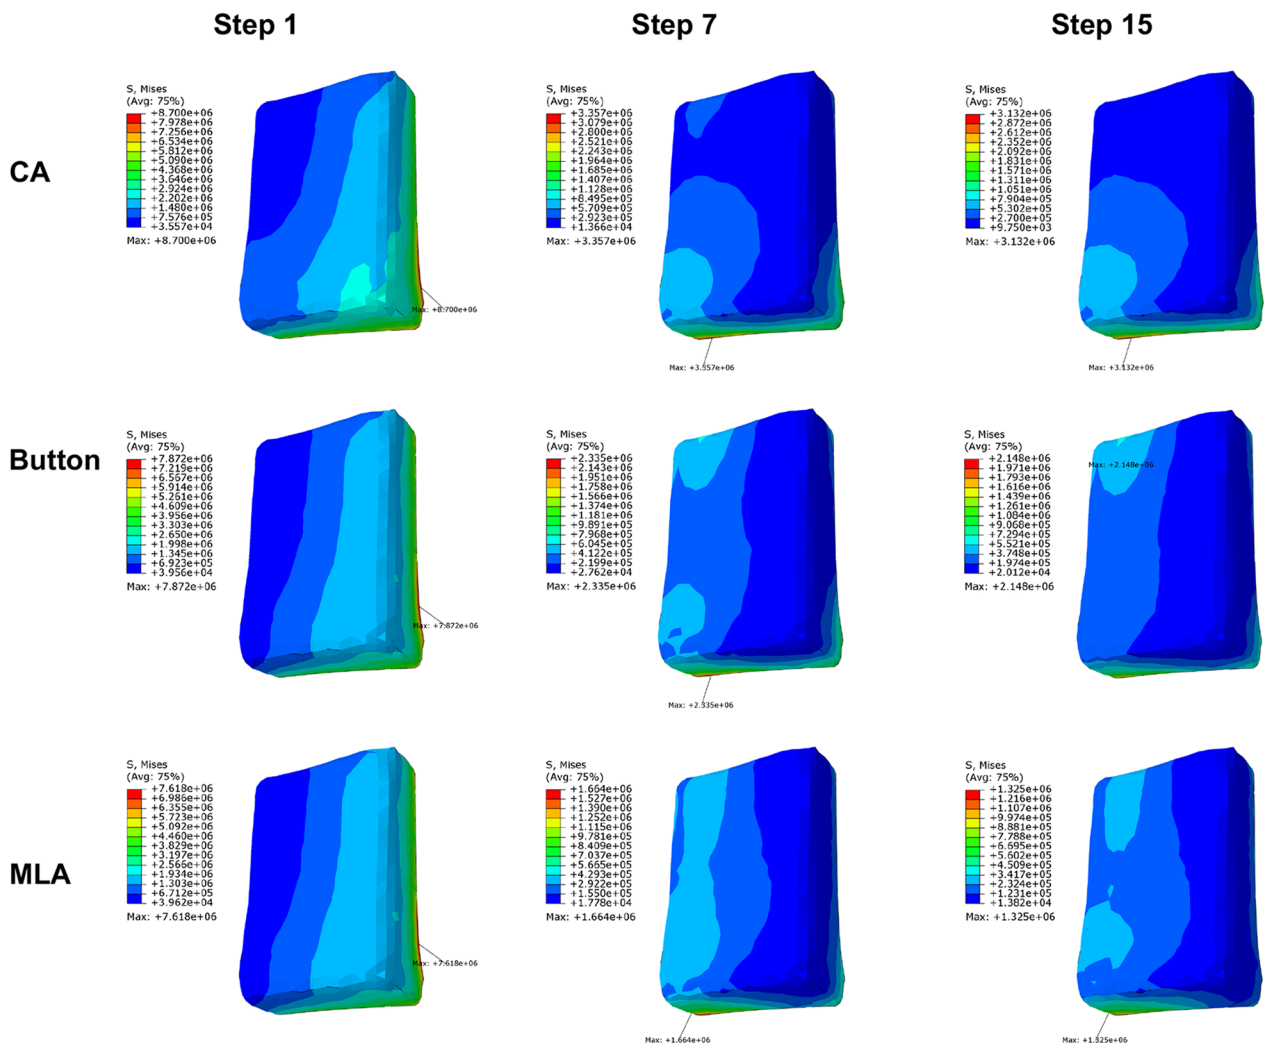 Step 1
Step 7
Step 15
CA
S, Mises
(Avg: 75%)
+8.700e+06
+7.978e+06
+7.256e+06
+6.534e+06
+5.812e+06
+5.090e+06
+4.368e+06
+3.646e+06
+2.924e+06
+2.202e+06
+1.480e+06
+7.576e+05
+3.557e+04
Max: +8.700e+06
Max: +8.700e+06
S, Mises
(Avg: 75%)
+3.357e+06
+3.079e+06
+2.800e+06
+2.521e+06
+2.243e+06
+1.964e+06
+1.685e+06
+1.407e+06
+1.128e+06
+8.495e+05
+5.709e+05
+2.923e+05
+1.366e+04
Max: +3.357e+06
Max: +3.357e+06
S, Mises
(Avg: 75%)
+3.132e+06
+2.872e+06
+2.612e+06
+2.352e+06
+2.092e+06
+1.831e+06
+1.571e+06
+1.311e+06
+1.051e+06
+7.904e+05
+5.302e+05
+2.700e+05
+9.750e+03
Max: +3.132e+06
Max: +3.132e+06
Button
S, Mises
(Avg: 75%)
+7.872e+06
+7.219e+06
+6.567e+06
+5.914e+06
+5.261e+06
+4.609e+06
+3.956e+06
+3.303e+06
+2.650e+06
+1.998e+06
+1.345e+06
+6.923e+05
+3.956e+04
Max: +7.872e+06
Max: +7.872e+06
S, Mises
(Avg: 75%)
+2.335e+06
+2.143e+06
+1.951e+06
+1.758e+06
+1.566e+06
+1.374e+06
+1.181e+06
+9.891e+05
+7.968e+05
+6.045e+05
+4.122e+05
+2.199e+05
+2.762e+04
Max: +2.335e+06
Max: +2.335e+06
S, Mises
(Avg: 75%)
+2.148e+06
+1.971e+06
+1.793e+06
+1.616e+06
+1.439e+06
+1.261e+06
+1.084e+06
+9.068e+05
+7.294e+05
+5.521e+05
+3.748e+05
+1.974e+05
+2.012e+04
Max: +2.148e+06
Max: +2.148e+06
MLA
S, Mises
(Avg: 75%)
+7.618e+06
+6.986e+06
+6.355e+06
+5.723e+06
+5.092e+06
+4.460e+06
+3.829e+06
+3.197e+06
+2.566e+06
+1.934e+06
+1.303e+06
+6.712e+05
+3.962e+04
Max: +7.618e+06
Max: +7.618e+06
S, Mises
(Avg: 75%)
+1.664e+06
+1.527e+06
+1.390e+06
+1.252e+06
+1.115e+06
+9.781e+05
+8.409e+05
+7.037e+05
+5.665e+05
+4.293e+05
+2.922e+05
+1.550e+05
+1.778e+04
Max: +1.664e+06
Max: +1.664e+06
S, Mises
(Avg: 75%)
+1.325e+06
+1.216e+06
+1.107e+06
+9.974e+05
+8.881e+05
+7.788e+05
+6.695e+05
+5.602e+05
+4.509e+05
+3.417e+05
+2.324e+05
+1.231e+05
+1.382e+04
Max: +1.325e+06
Max: +1.325e+06